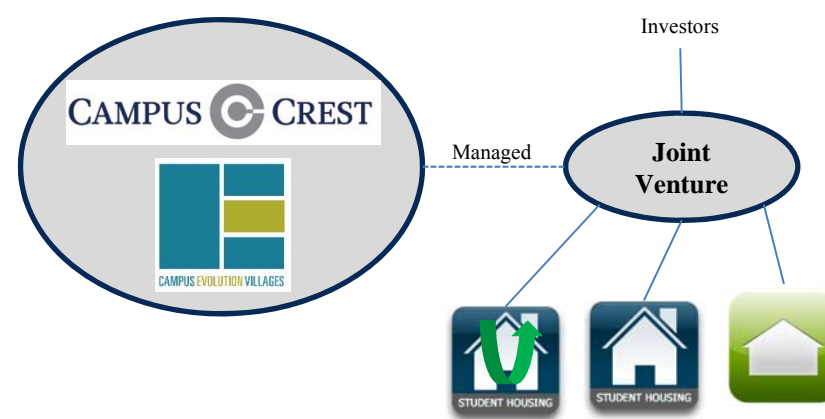 Investors
CAMPUS CREST
Managed
Joint
Venture
CAMPUS EVOLUTION VILLAGES
STUDENT HOUSING
STUDENT HOUSING